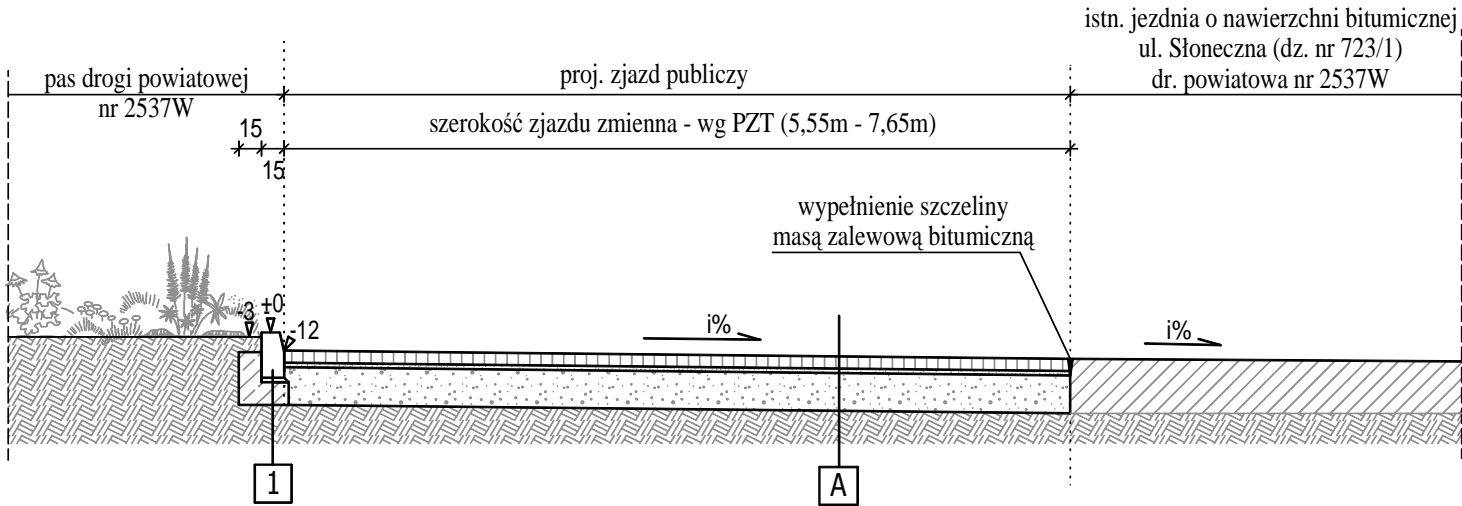 pas drogi powiatowej
nr 2537W
proj. zjazd publiczy
istn. jezdnia o nawierzchni bitumicznej
ul. Słoneczna (dz. nr 723/1)
dr. powiatowa nr 2537W
szerokość zjazdu zmienna - wg PZT (5,55m - 7,65m)
15
15
wypełnienie szczeliny
masą zalewową bitumiczną
-3
±0
-12
i%
i%
1
A